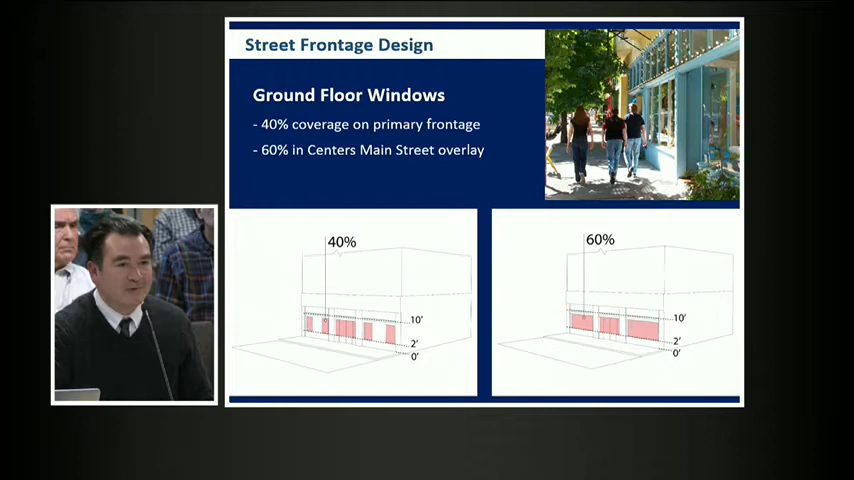 Street Frontage Design
Ground Floor Windows
- 40% coverage on primary frontage
- 60% in Centers Main Street overlay
40%
10'
2'
0'
60%
10'
2'
0'